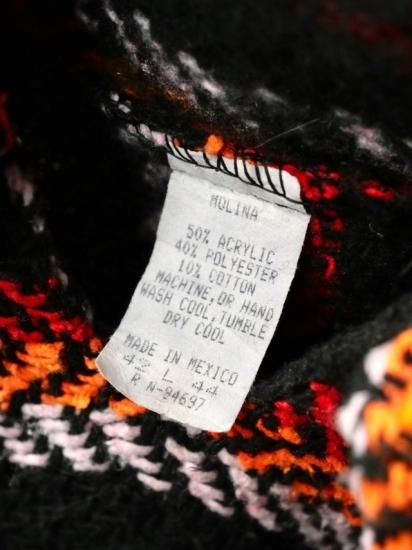 MOLINA
50% ACRYLIC
40% POLYESTER
10% COTTON
MACHINE,OR HAND
WASH COOL,TUMBLE
DRY COOL
MADE IN MEXICO
42 L 44
R N-94697